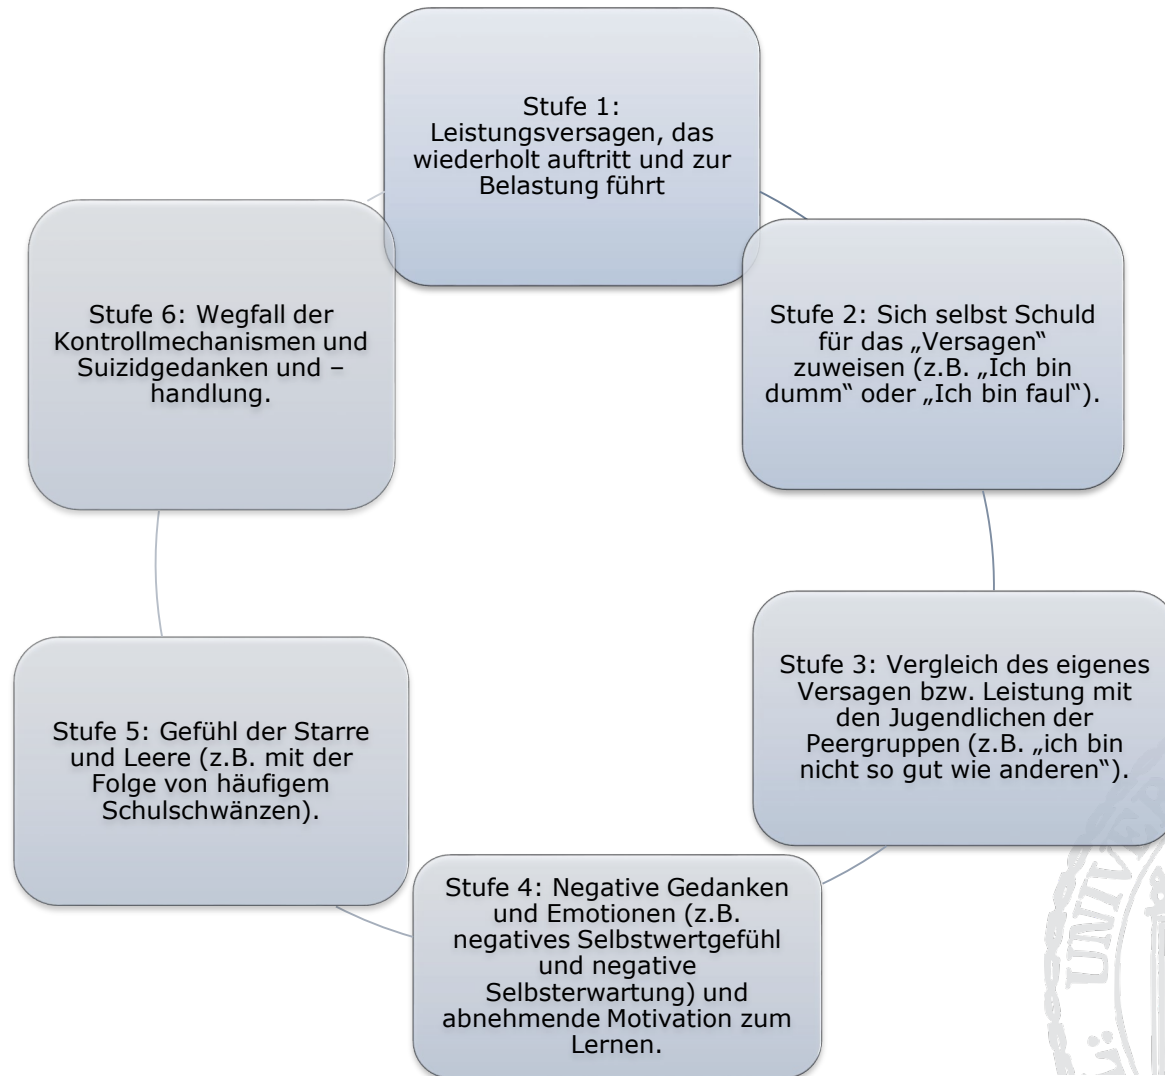 Stufe 1:
Leistungsversagen, das
wiederholt auftritt und zur
Belastung führt
Stufe 2: Sich selbst Schuld
für das „Versagen“
zuweisen (z.B. „Ich bin
dumm“ oder „Ich bin faul“).
Stufe 3: Vergleich des eigenes
Versagen bzw. Leistung mit
den Jugendlichen der
Peergruppen (z.B. „ich bin
nicht so gut wie anderen“).
Stufe 4: Negative Gedanken
und Emotionen (z.B.
negatives Selbstwertgefühl
und negative
Selbsterwartung) und
abnehmende Motivation zum
Lernen.
Stufe 5: Gefühl der Starre
und Leere (z.B. mit der
Folge von häufigem
Schulschwänzen).
Stufe 6: Wegfall der
Kontrollmechanismen und
Suizidgedanken und –
handlung.